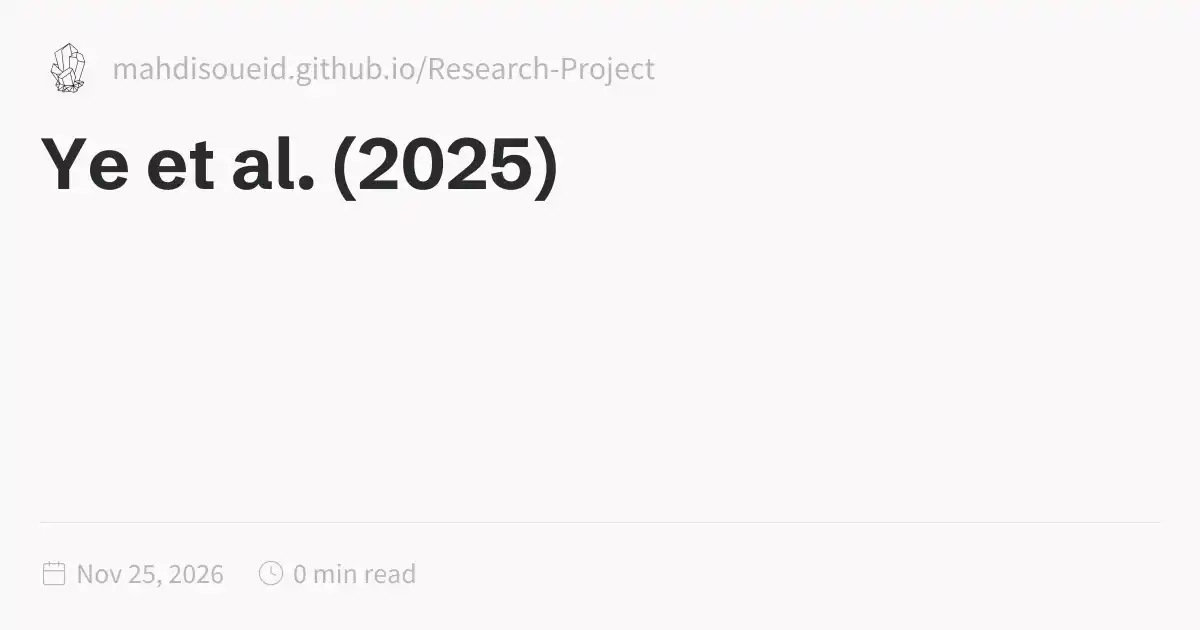 mahdisoueid.github.io/Research-Project
Ye et al. (2025)
Nov 25, 2026 0 min read